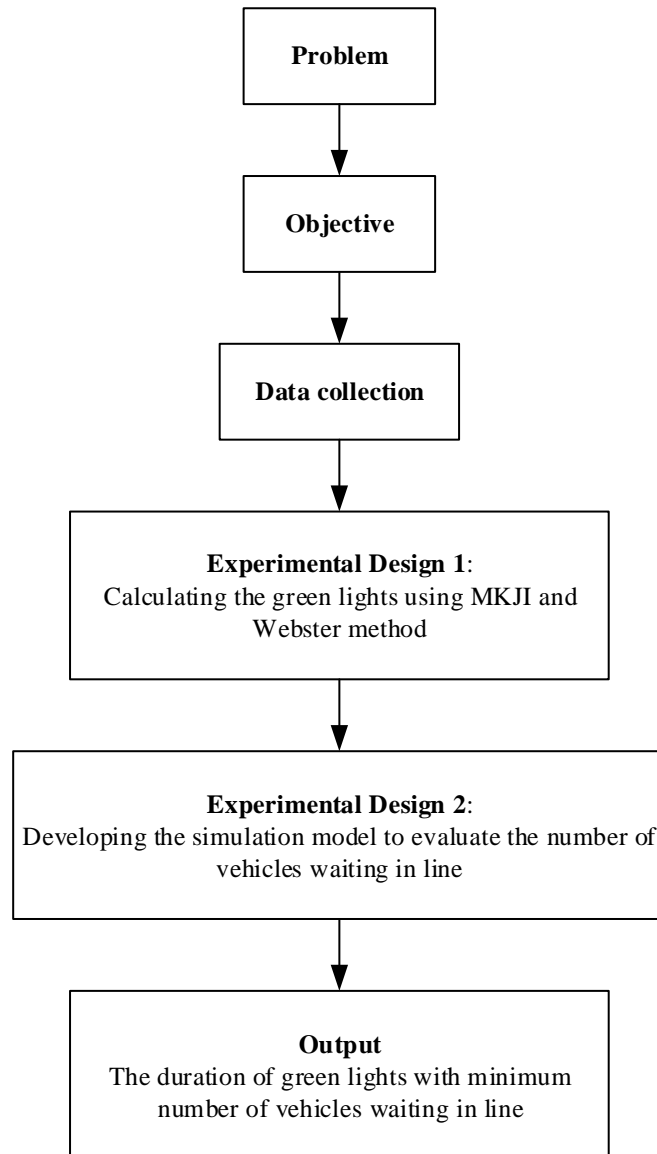 Problem
Objective
Data collection
Experimental Design 1:
Calculating the green lights using MKJI and
Webster method
Experimental Design 2:
Developing the simulation model to evaluate the number of
vehicles waiting in line
Output
The duration of green lights with minimum
number of vehicles waiting in line